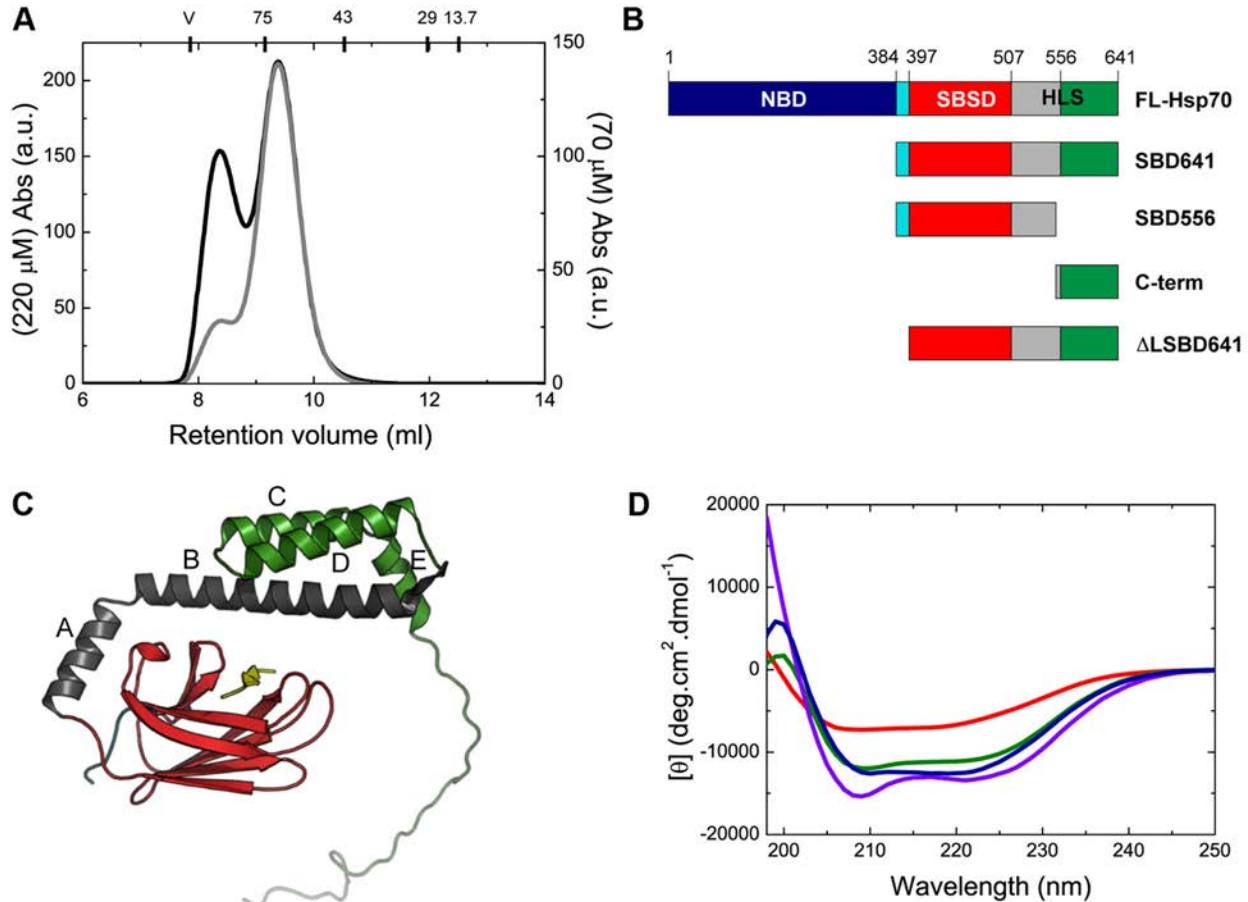 A
V 75 43 29 13.7
200
150
100
50
0
150
100
50
0
(220 μM) Abs (a.u.)
(70 μM) Abs (a.u.)
6 8 10 12 14
Retention volume (ml)
B
1 384 397 507 556 641
NBD SBSD HLS FL-Hsp70
SBD641
SBD556
C-term
ΔLSBD641
C
C
B D E
A
D
20000
10000
0
-10000
-20000
[θ] (deg.cm².dmol⁻¹)
200 210 220 230 240 250
Wavelength (nm)